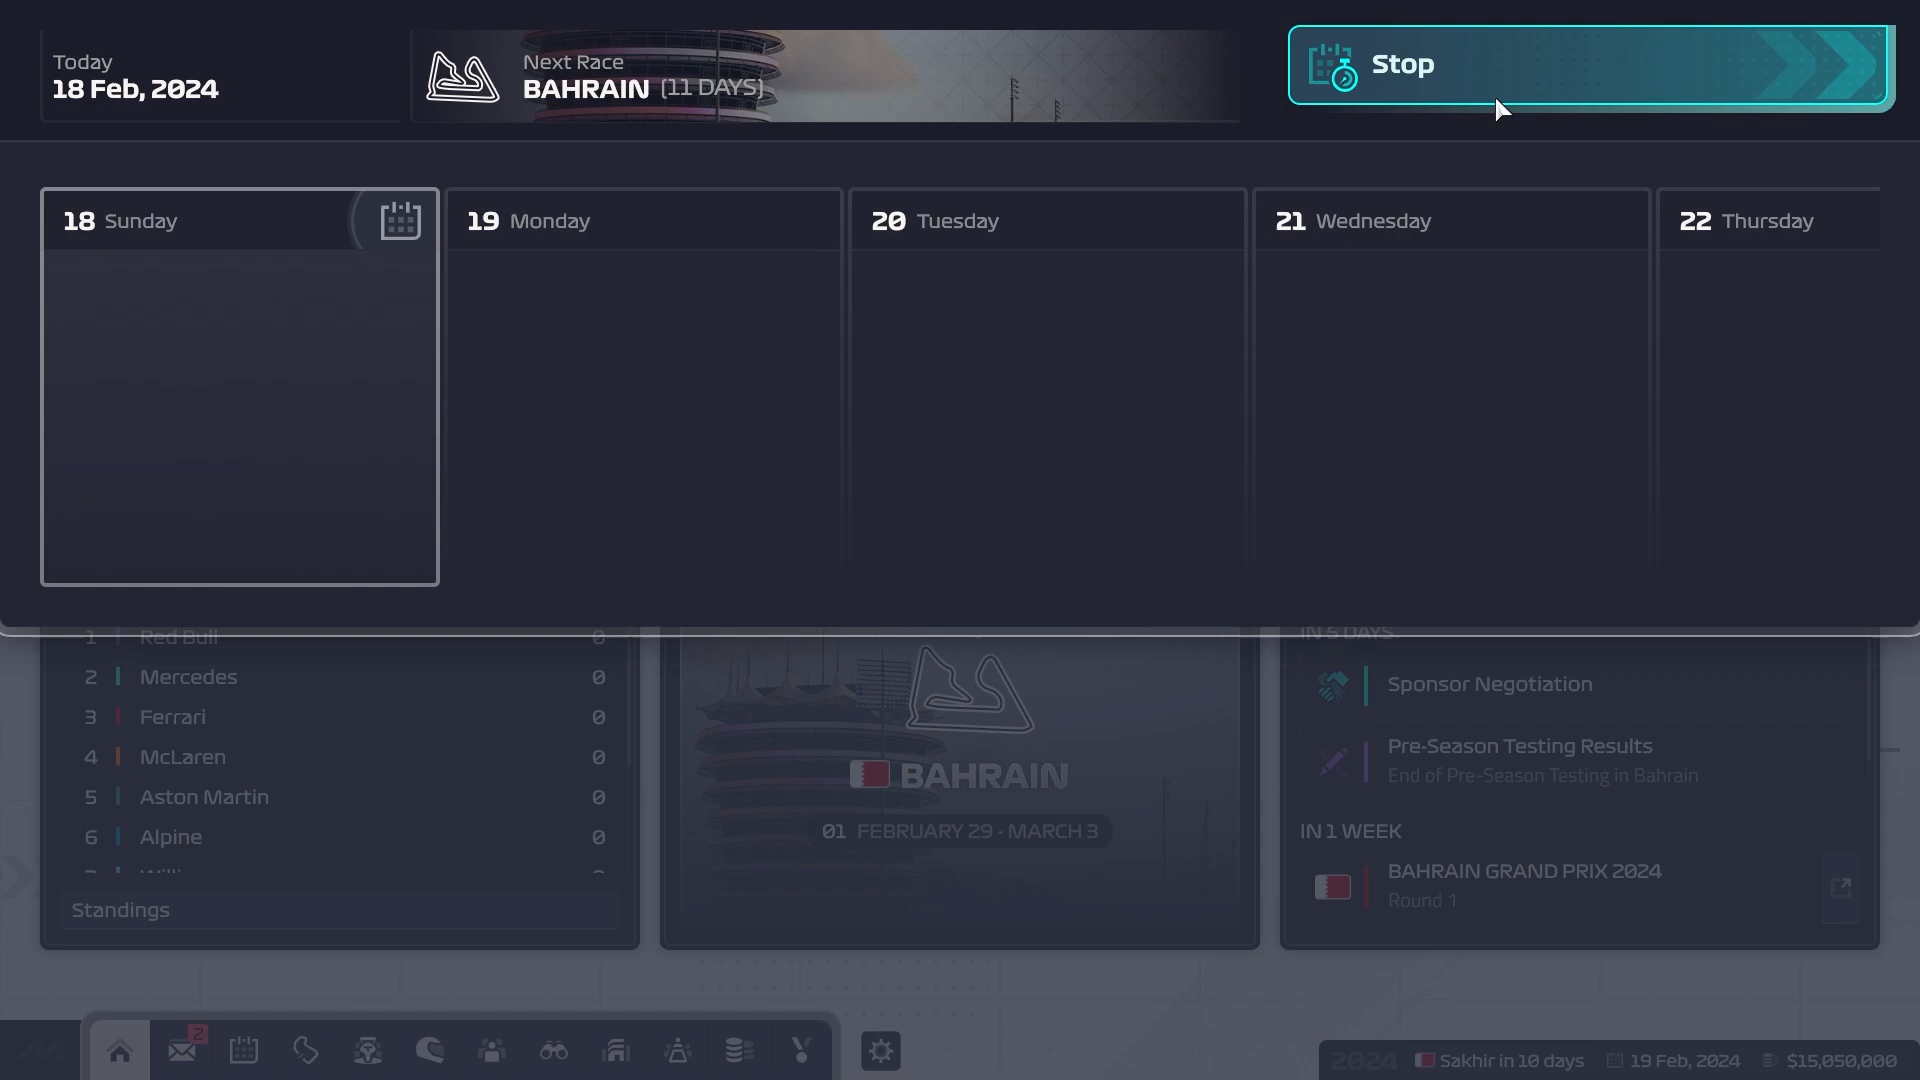 Today
18 Feb, 2024
Next Race
BAHRAIN (11 DAYS)
Stop
18 Sunday
19 Monday
20 Tuesday
21 Wednesday
22 Thursday
1 Red Bull 0
2 Mercedes 0
3 Ferrari 0
4 McLaren 0
5 Aston Martin 0
6 Alpine 0
Standings
BAHRAIN
01 FEBRUARY 29 - MARCH 3
IN 5 DAYS
Sponsor Negotiation
Pre-Season Testing Results
End of Pre-Season Testing in Bahrain
IN 1 WEEK
BAHRAIN GRAND PRIX 2024
Round 1
2
2024 Sakhir in 10 days 19 Feb, 2024 $15,050,000